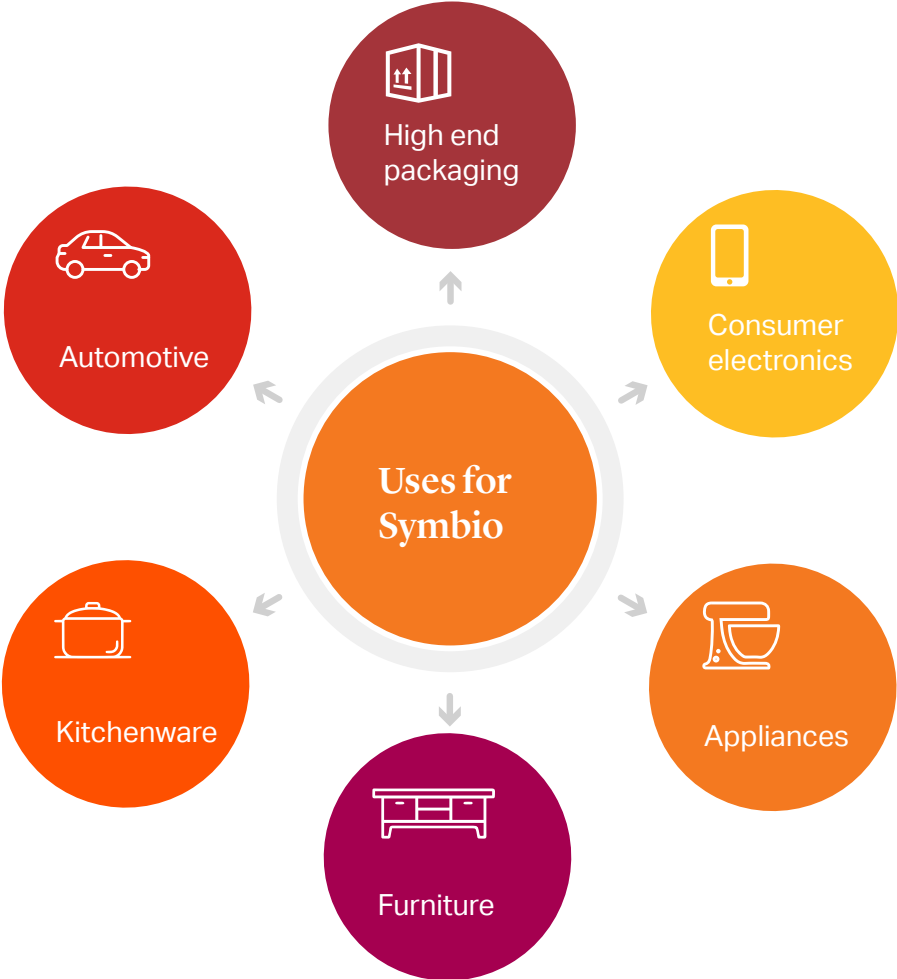 High end
packaging
Automotive
Consumer
electronics
Uses for
Symbio
Kitchenware
Appliances
Furniture